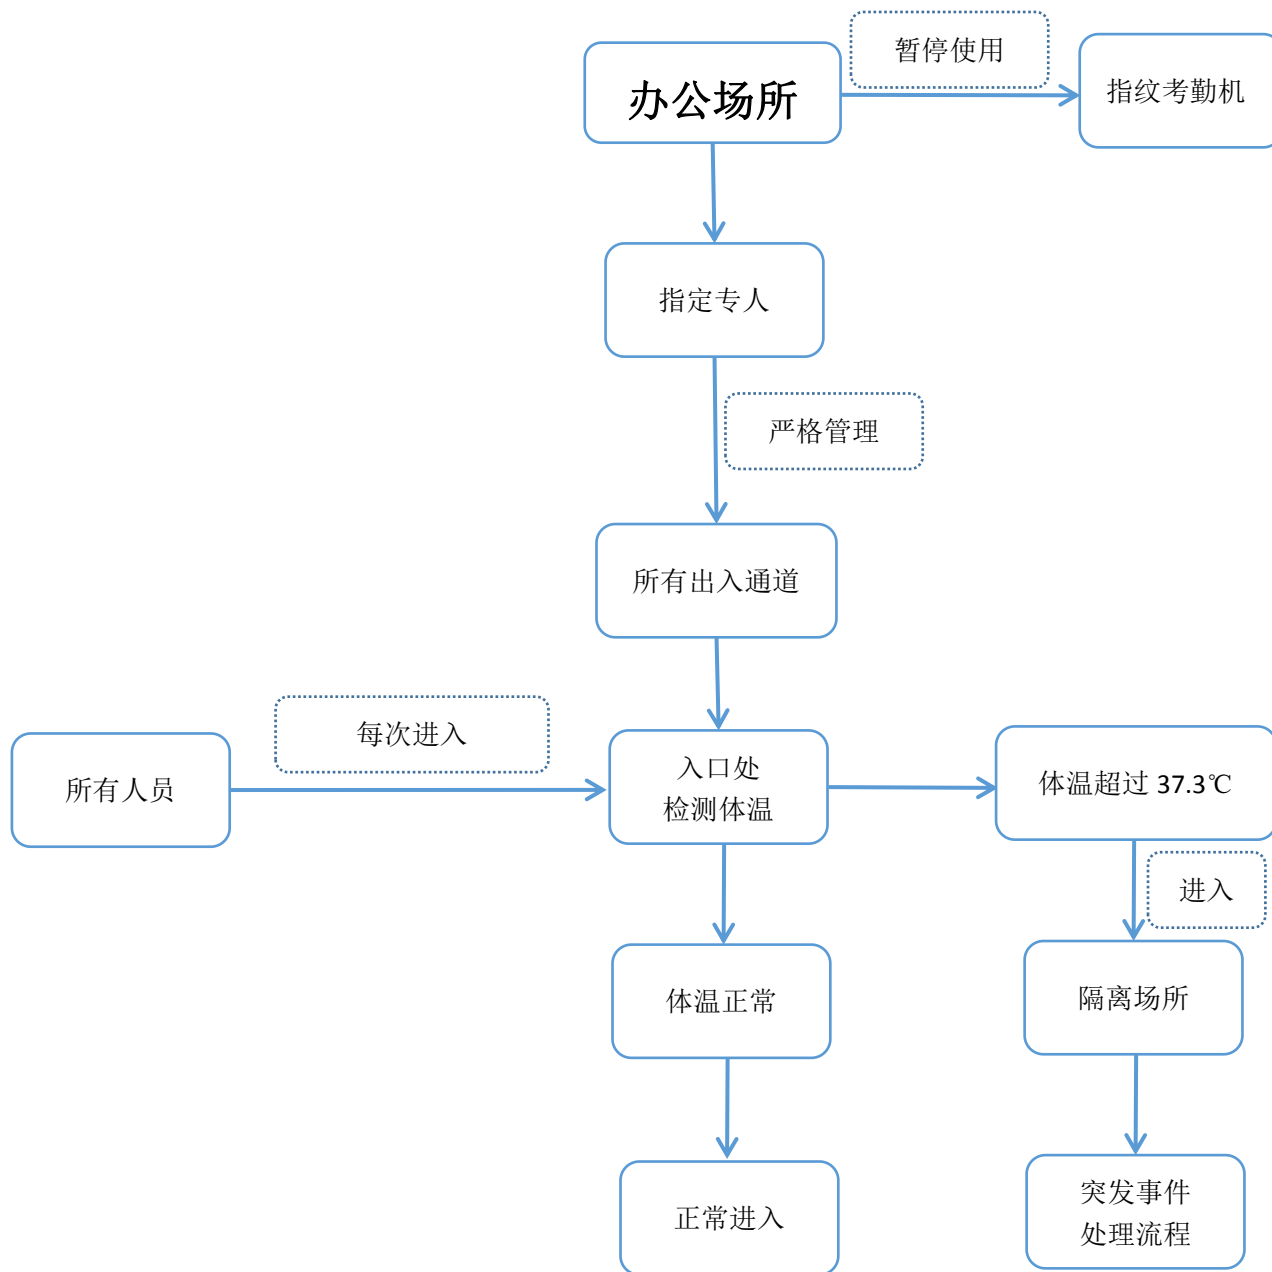 暂停使用
办公场所
指纹考勤机
指定专人
严格管理
所有出入通道
每次进入
所有人员
入口处
检测体温
体温超过 37.3℃
进入
体温正常
隔离场所
正常进入
突发事件
处理流程